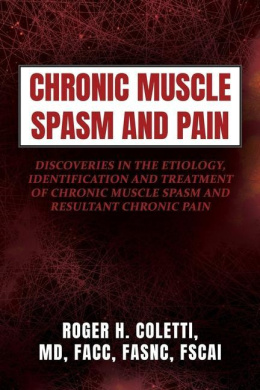 CHRONIC MUSCLE
SPASM AND PAIN
DISCOVERIES IN THE ETIOLOGY,
IDENTIFICATION AND TREATMENT
OF CHRONIC MUSCLE SPASM AND
RESULTANT CHRONIC PAIN
ROGER H. COLETTI,
MD, FACC, FASNC, FSCAI